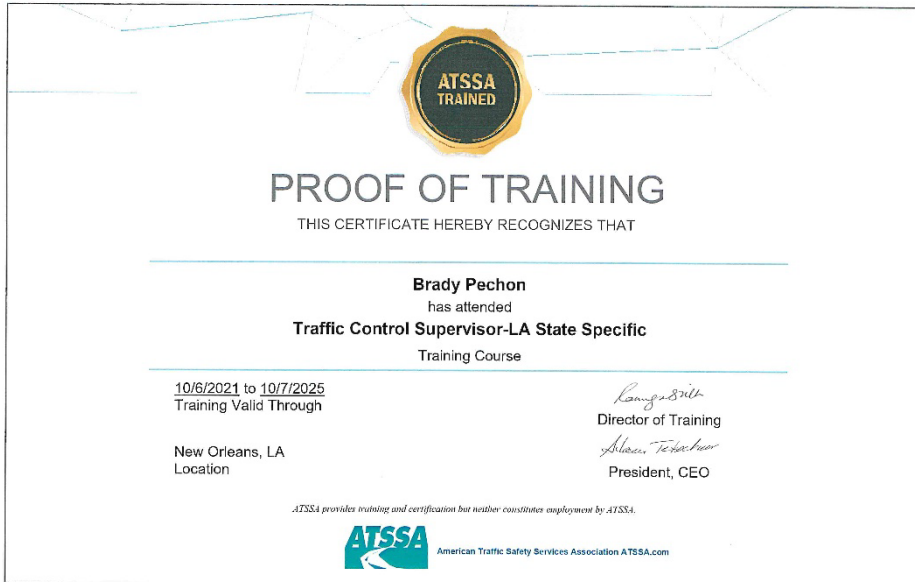 ATSSA
TRAINED
PROOF OF TRAINING
THIS CERTIFICATE HEREBY RECOGNIZES THAT
Brady Pechon
has attended
Traffic Control Supervisor-LA State Specific
Training Course
10/6/2021 to 10/7/2025
Training Valid Through
Director of Training
New Orleans, LA
Location
President, CEO
ATSSA provides training and certification but neither constitutes employment by ATSSA.
ATSSA
American Traffic Safety Services Association ATSSA.com